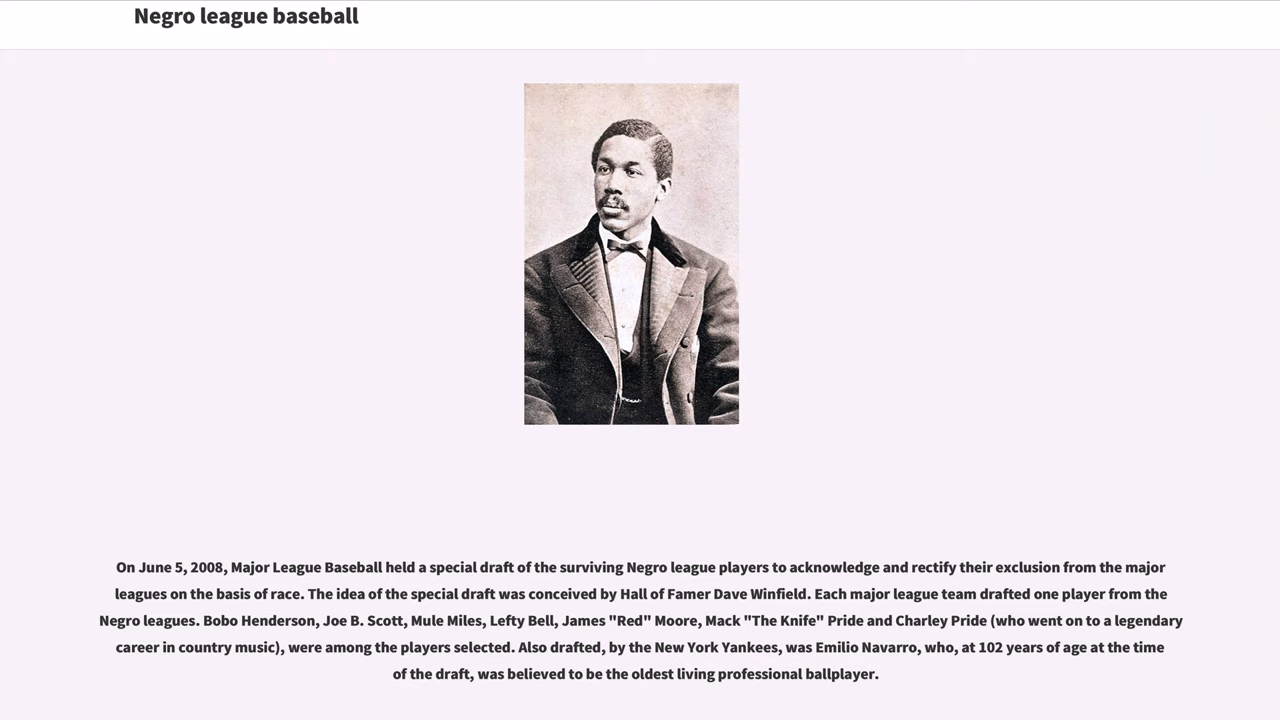 Negro league baseball
On June 5, 2008, Major League Baseball held a special draft of the surviving Negro league players to acknowledge and rectify their exclusion from the major
leagues on the basis of race. The idea of the special draft was conceived by Hall of Famer Dave Winfield. Each major league team drafted one player from the
Negro leagues. Bobo Henderson, Joe B. Scott, Mule Miles, Lefty Bell, James "Red" Moore, Mack "The Knife" Pride and Charley Pride (who went on to a legendary
career in country music), were among the players selected. Also drafted, by the New York Yankees, was Emilio Navarro, who, at 102 years of age at the time
of the draft, was believed to be the oldest living professional ballplayer.